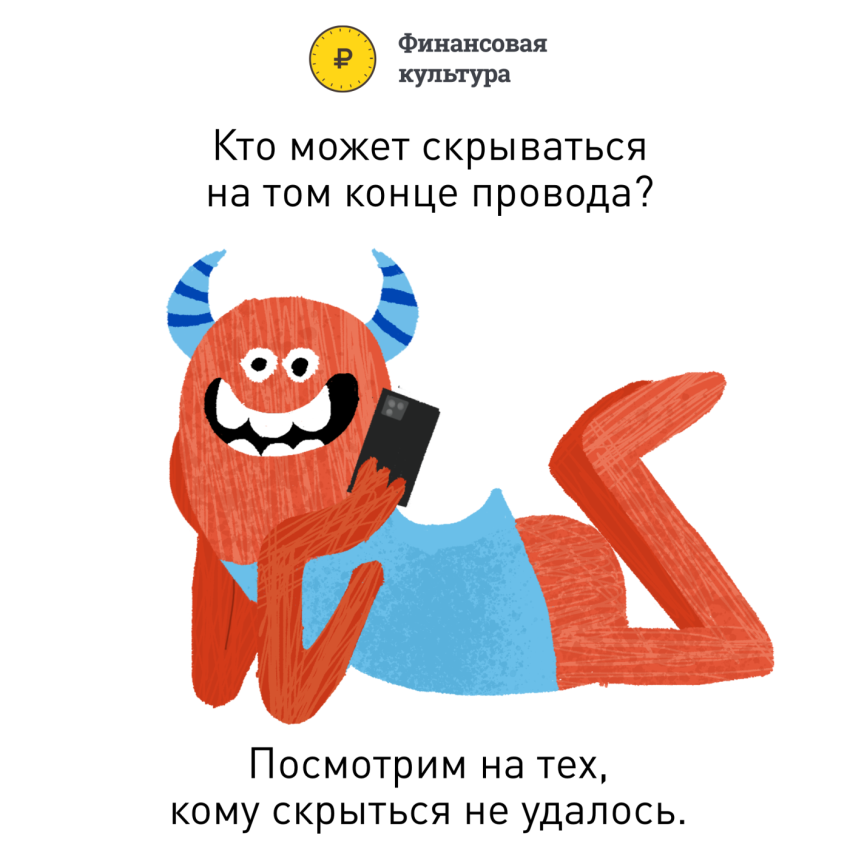 ₽
Финансовая
культура
Кто может скрываться
на том конце провода?
Посмотрим на тех,
кому скрыться не удалось.